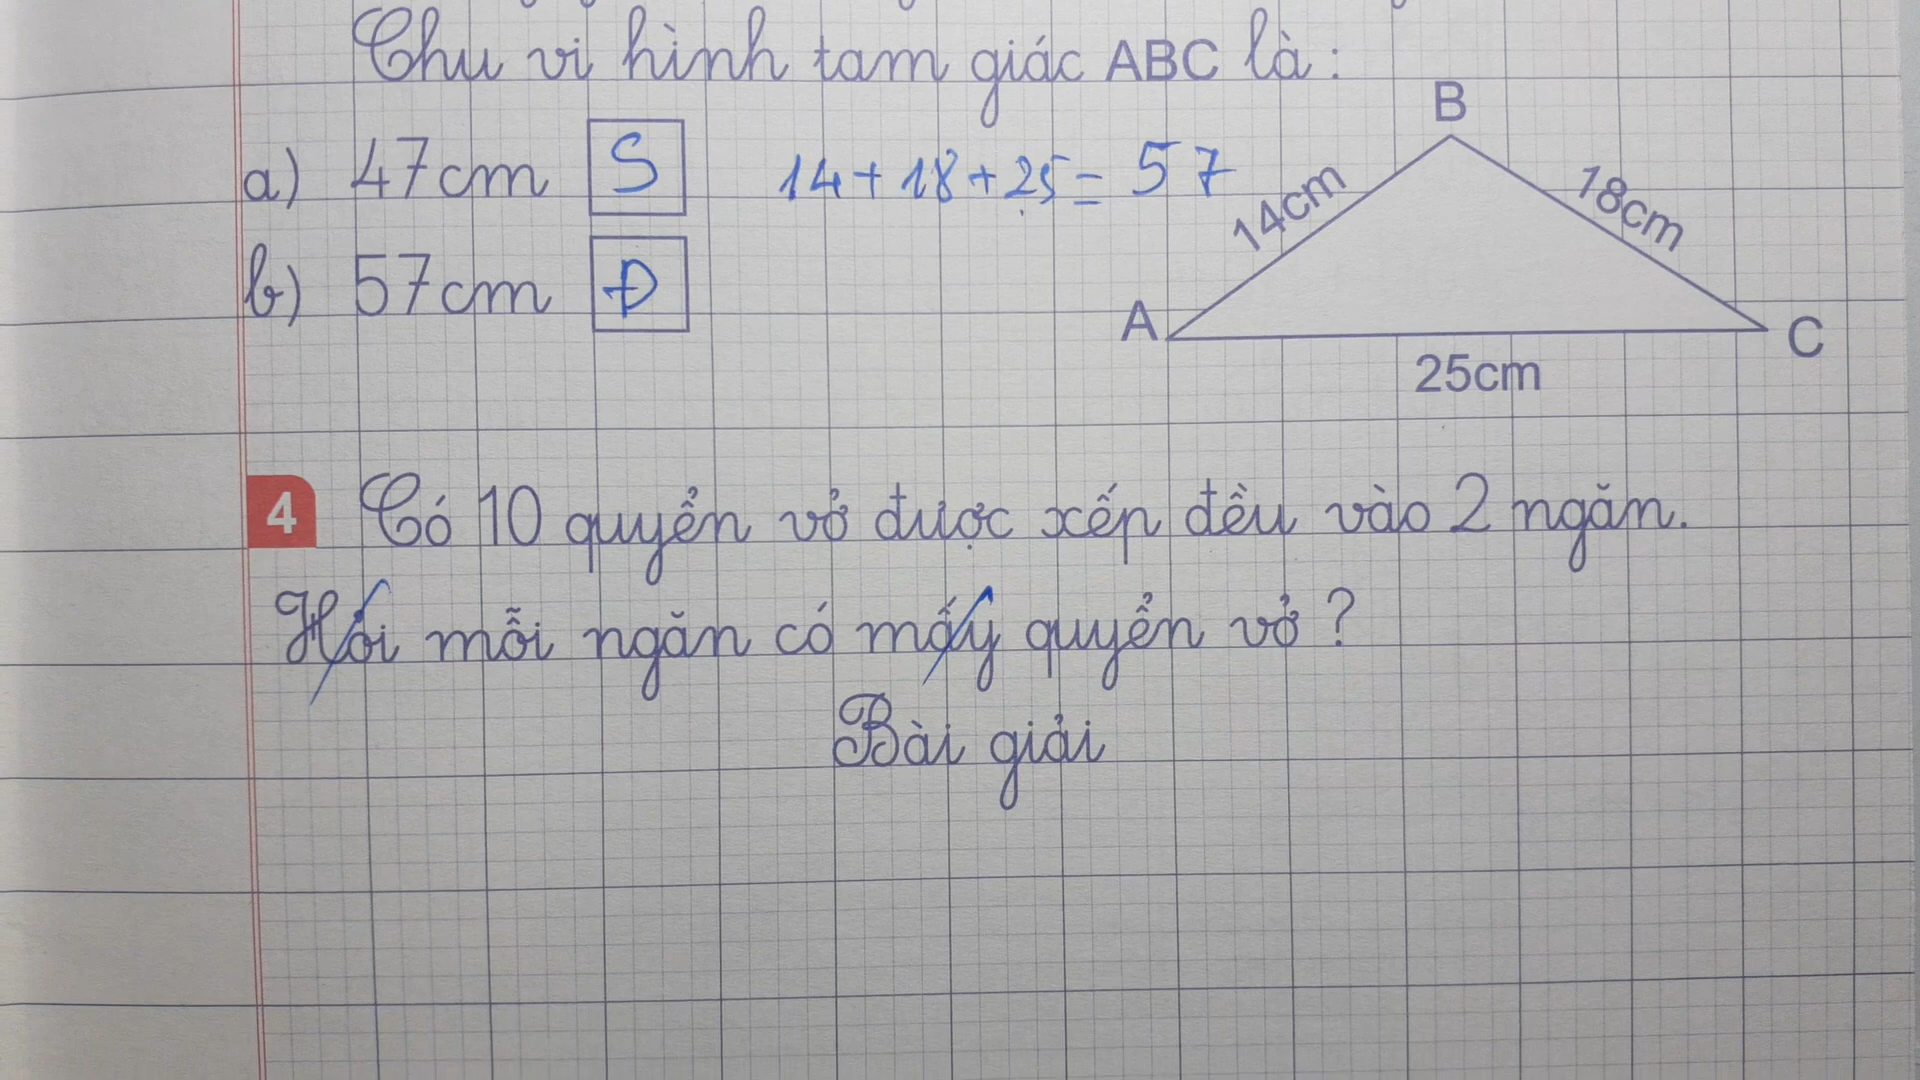 Chu vi hình tam giác ABC là:
B
a) 47cm S 14 + 18 + 25 = 57
14cm
18cm
b) 57cm Đ
A
C
25cm
4 Có 10 quyển vở được xếp đều vào 2 ngăn.
Hỏi mỗi ngăn có mấy quyển vở?
Bài giải